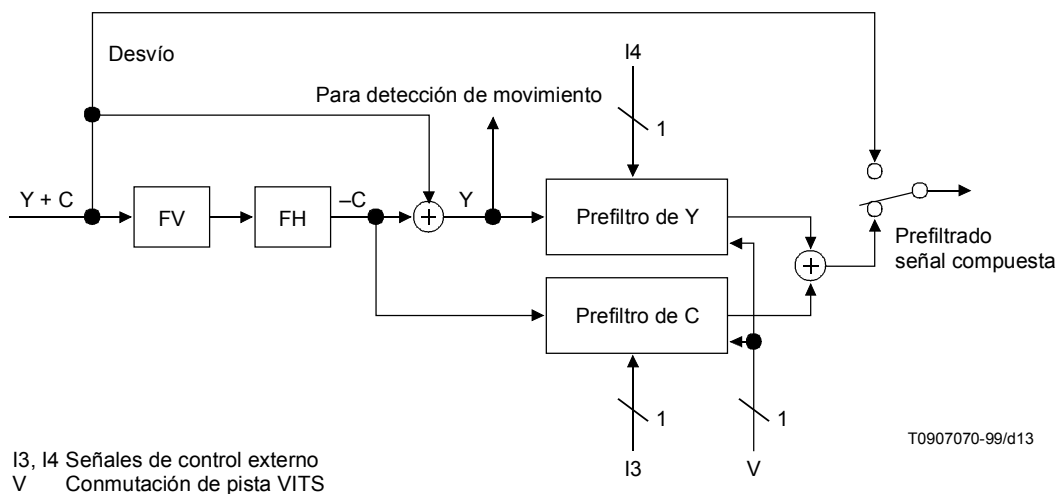 Desvío
I4
Para detección de movimiento
1
Y + C
FV
FH
–C
+
Y
Prefiltro de Y
+
Prefiltrado
señal compuesta
Prefiltro de C
1
1
I3
V
T0907070-99/d13
I3, I4 Señales de control externo
V Conmutación de pista VITS